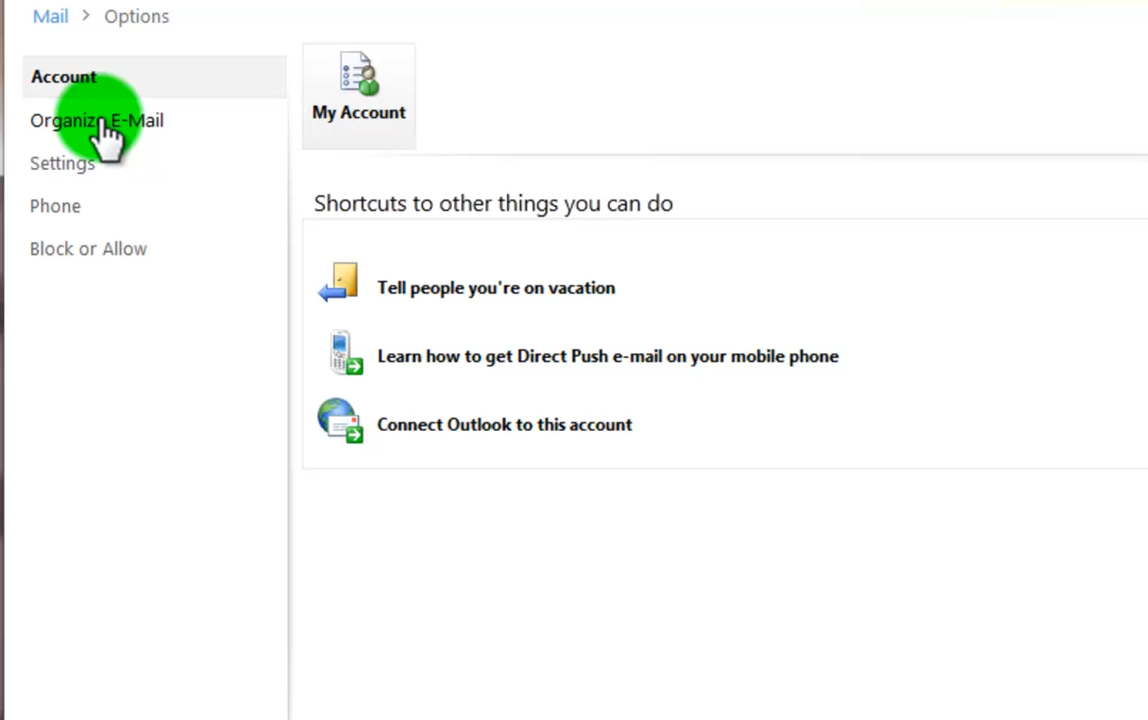 Mail > Options
Account
Organize E-Mail
Settings
Phone
Block or Allow
My Account
Shortcuts to other things you can do
Tell people you're on vacation
Learn how to get Direct Push e-mail on your mobile phone
Connect Outlook to this account